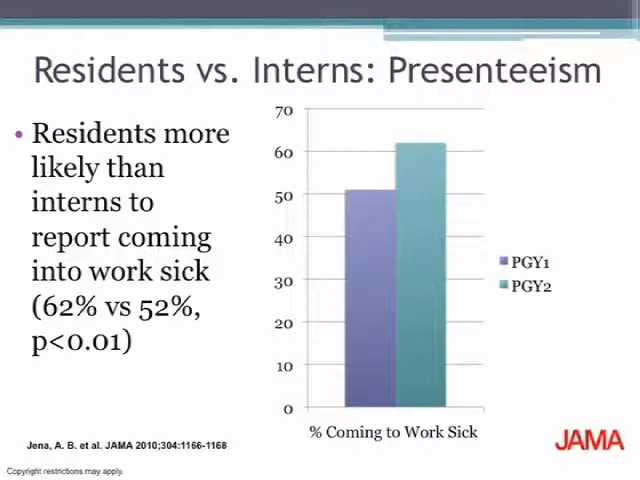 Residents vs. Interns: Presenteeism
• Residents more
likely than
interns to
report coming
into work sick
(62% vs 52%,
p<0.01)
70
60
50
40
30
20
10
0
% Coming to Work Sick
PGY1
PGY2
Jena, A. B. et al. JAMA 2010;304:1166-1168
JAMA
Copyright restrictions may apply.